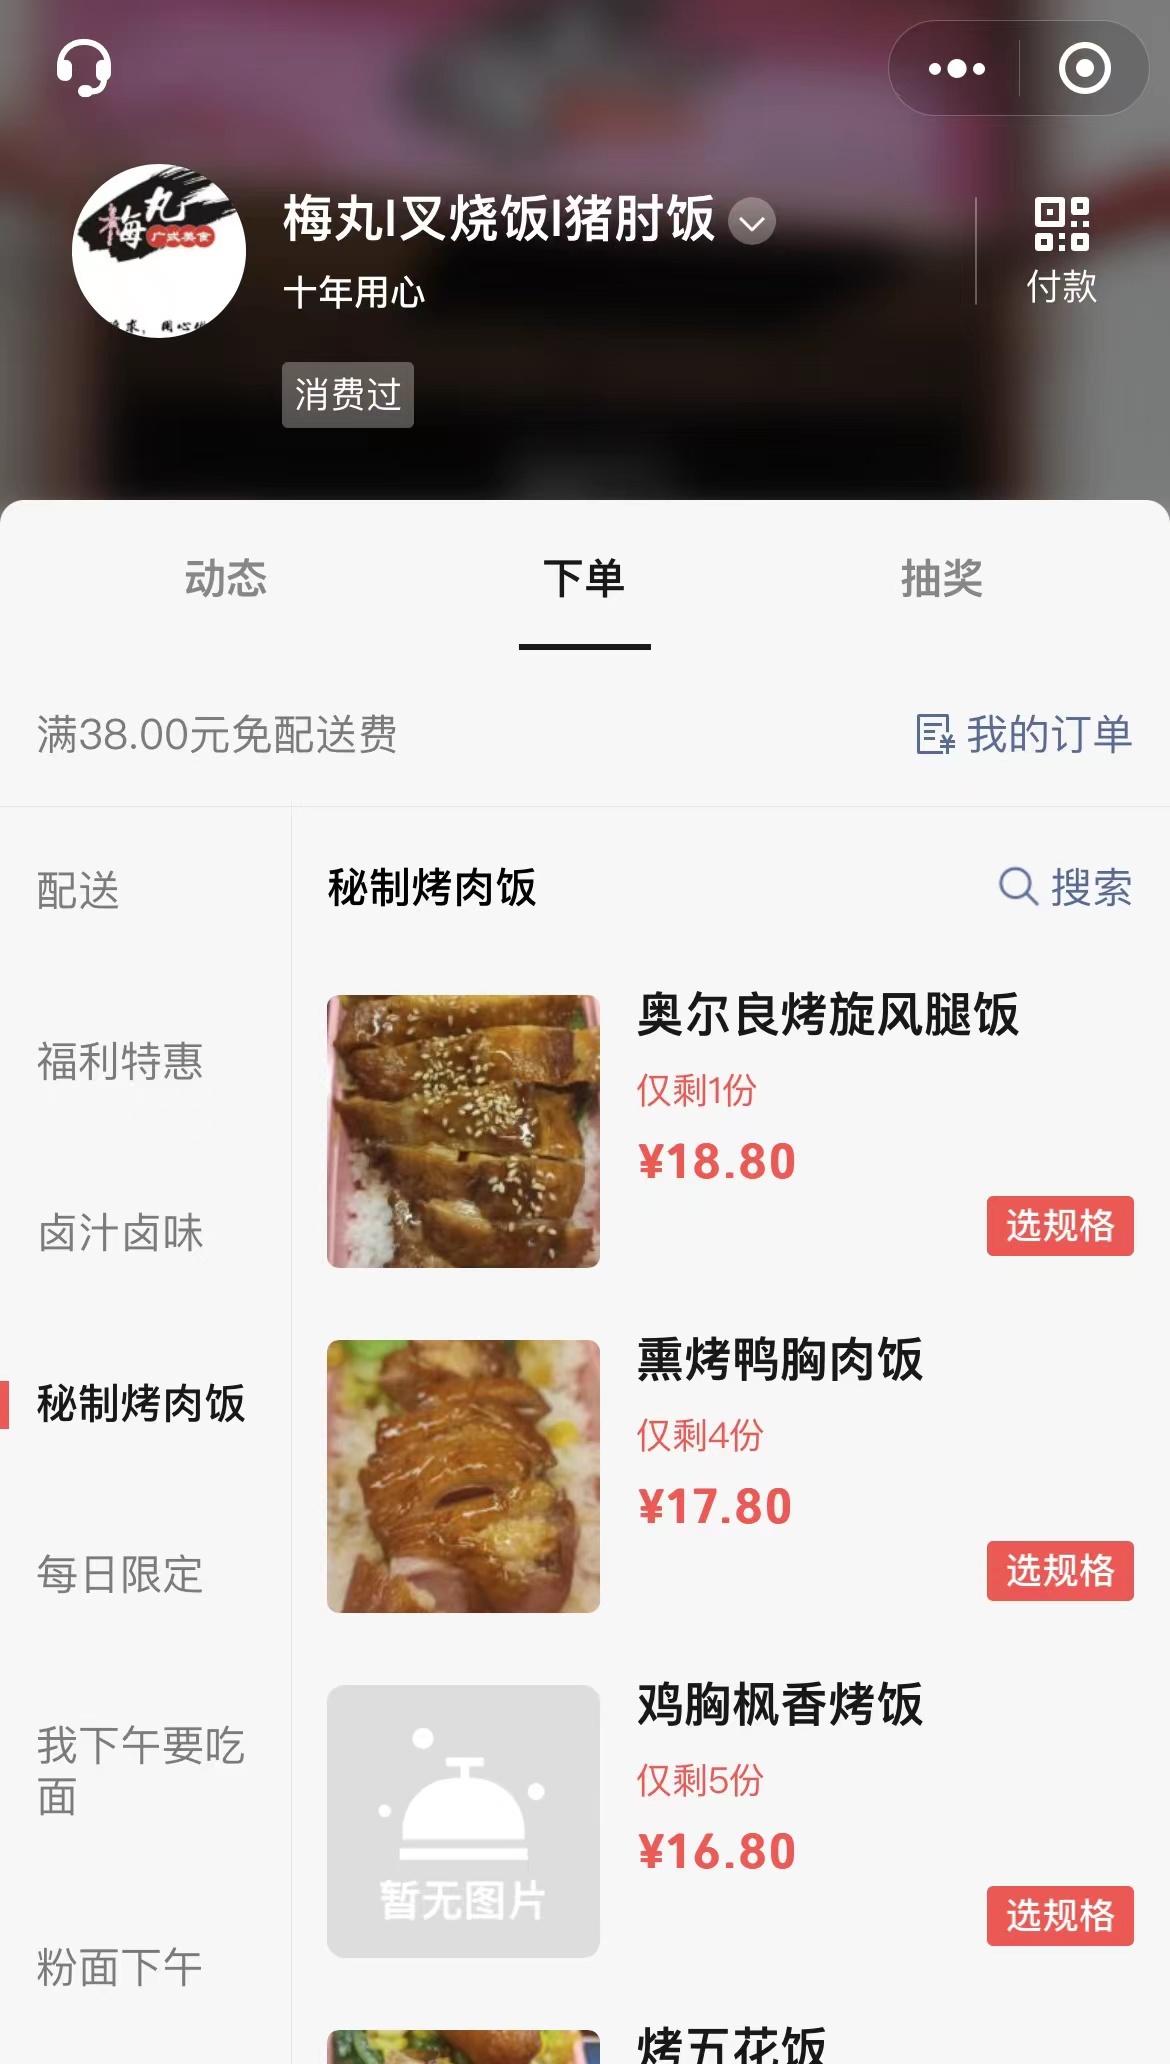 梅丸
广式美食
梅丸|叉烧饭|猪肘饭
十年用心
消费过
付款
动态
下单
抽奖
满38.00元免配送费
我的订单
配送
福利特惠
卤汁卤味
秘制烤肉饭
每日限定
我下午要吃
面
粉面下午
秘制烤肉饭
搜索
奥尔良烤旋风腿饭
仅剩1份
¥18.80
选规格
熏烤鸭胸肉饭
仅剩4份
¥17.80
选规格
暂无图片
鸡胸枫香烤饭
仅剩5份
¥16.80
选规格
烤五花饭